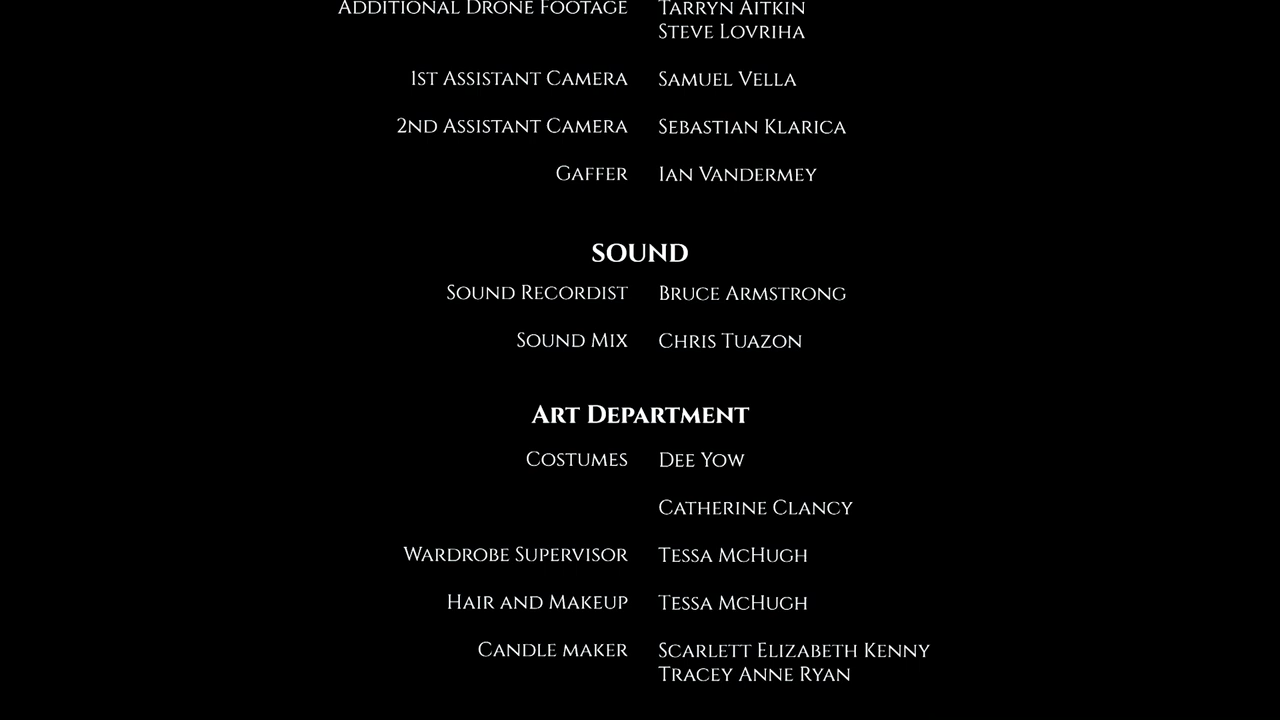 Additional Drone Footage Tarryn Aitkin
Steve Lovriha
1st Assistant Camera Samuel Vella
2nd Assistant Camera Sebastian Klarica
Gaffer Ian Vandermey
SOUND
Sound Recordist Bruce Armstrong
Sound Mix Chris Tuazon
Art Department
Costumes Dee Yow
Catherine Clancy
Wardrobe Supervisor Tessa McHugh
Hair and Makeup Tessa McHugh
Candle maker Scarlett Elizabeth Kenny
Tracey Anne Ryan